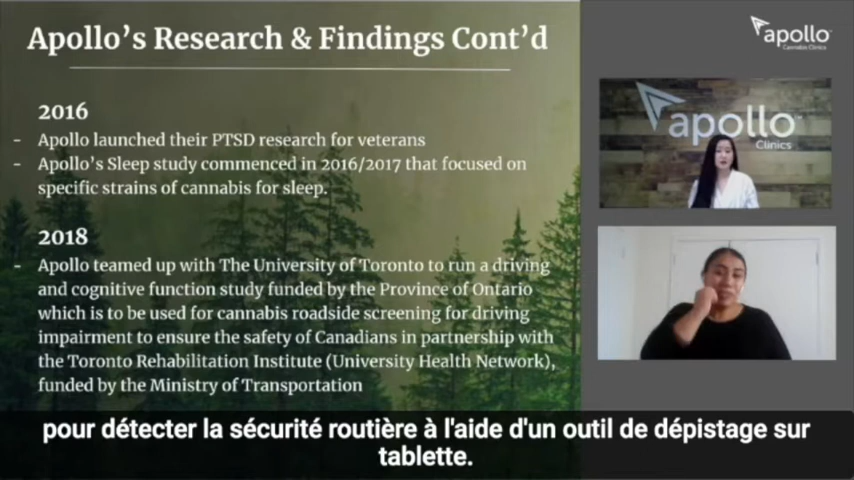 Apollo's Research & Findings Cont'd
2016
- Apollo launched their PTSD research for veterans
- Apollo's Sleep study commenced in 2016/2017 that focused on
specific strains of cannabis for sleep.
2018
- Apollo teamed up with The University of Toronto to run a driving
and cognitive function study funded by the Province of Ontario
which is to be used for cannabis roadside screening for driving
impairment to ensure the safety of Canadians in partnership with
the Toronto Rehabilitation Institute (University Health Network),
funded by the Ministry of Transportation
apollo
Cannabis Clinics
apollo™
Clinics
pour détecter la sécurité routière à l'aide d'un outil de dépistage sur
tablette.